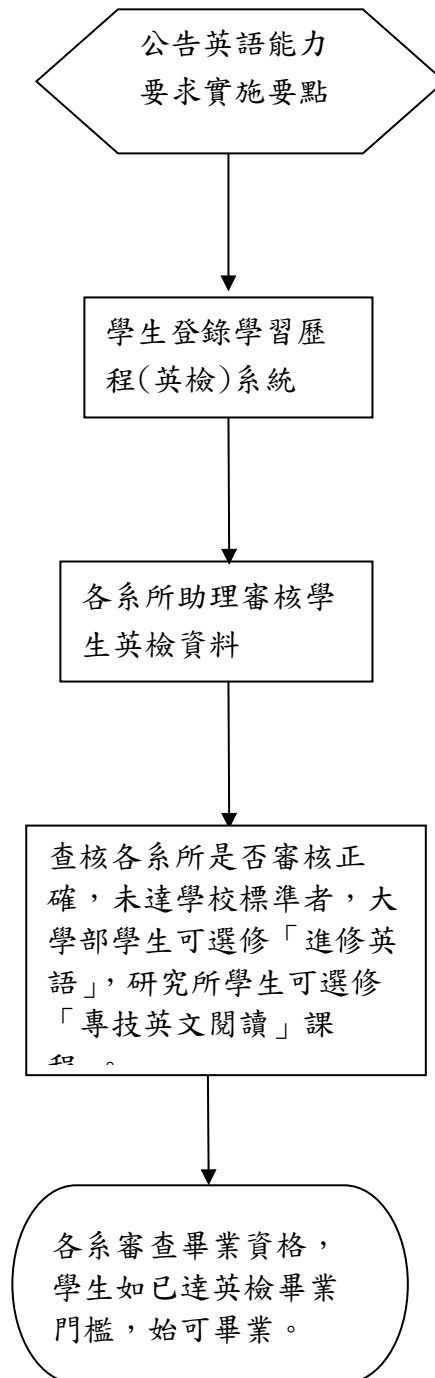 公告英語能力
要求實施要點
學生登錄學習歷
程(英檢)系統
各系所助理審核學
生英檢資料
查核各系所是否審核正
確，未達學校標準者，大
學部學生可選修「進修英
語」，研究所學生可選修
「專技英文閱讀」課
程。
各系審查畢業資格，
學生如已達英檢畢業
門檻，始可畢業。